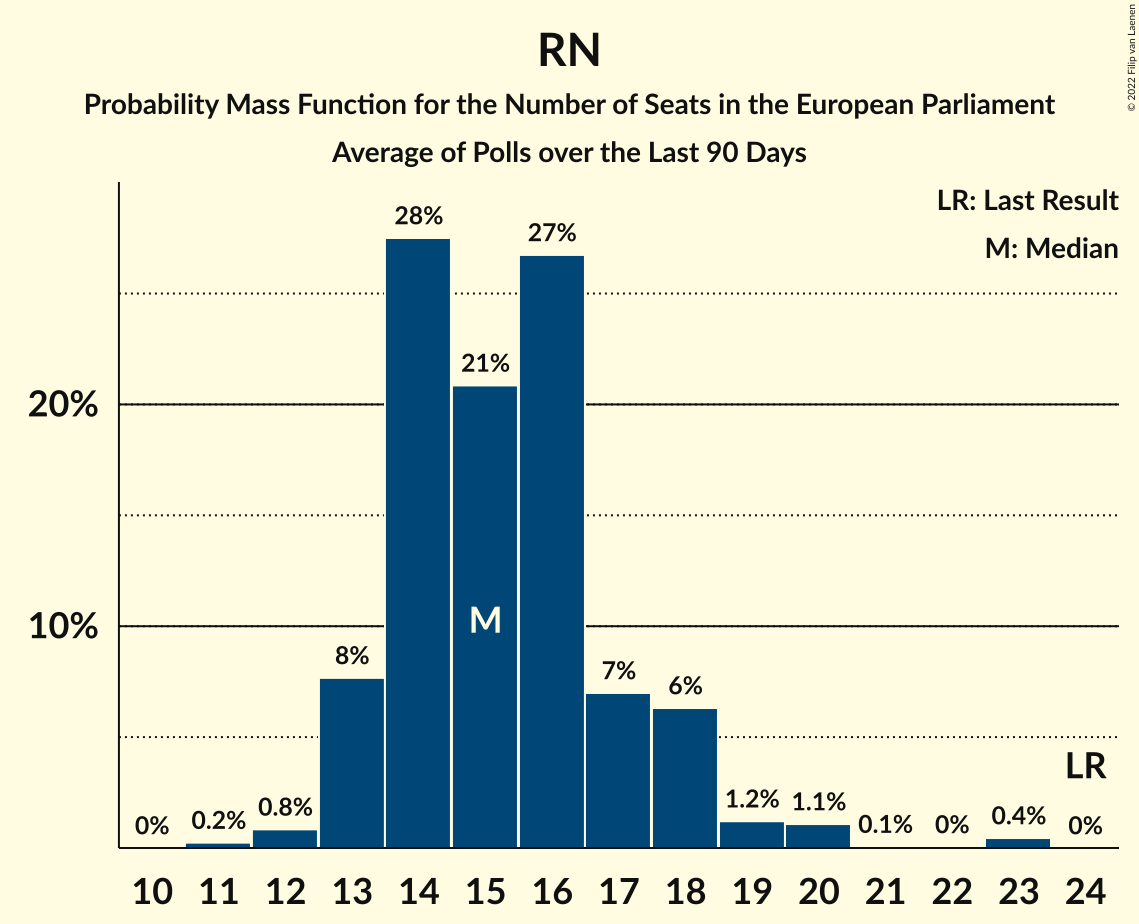 RN
Probability Mass Function for the Number of Seats in the European Parliament
Average of Polls over the Last 90 Days
© 2022 Filip van Laenen
LR: Last Result
M: Median
28%
27%
21%
20%
10%
M
8%
7%
6%
LR
0%
0.2%
0.8%
1.2%
1.1%
0.1%
0%
0.4%
0%
10 11 12 13 14 15 16 17 18 19 20 21 22 23 24